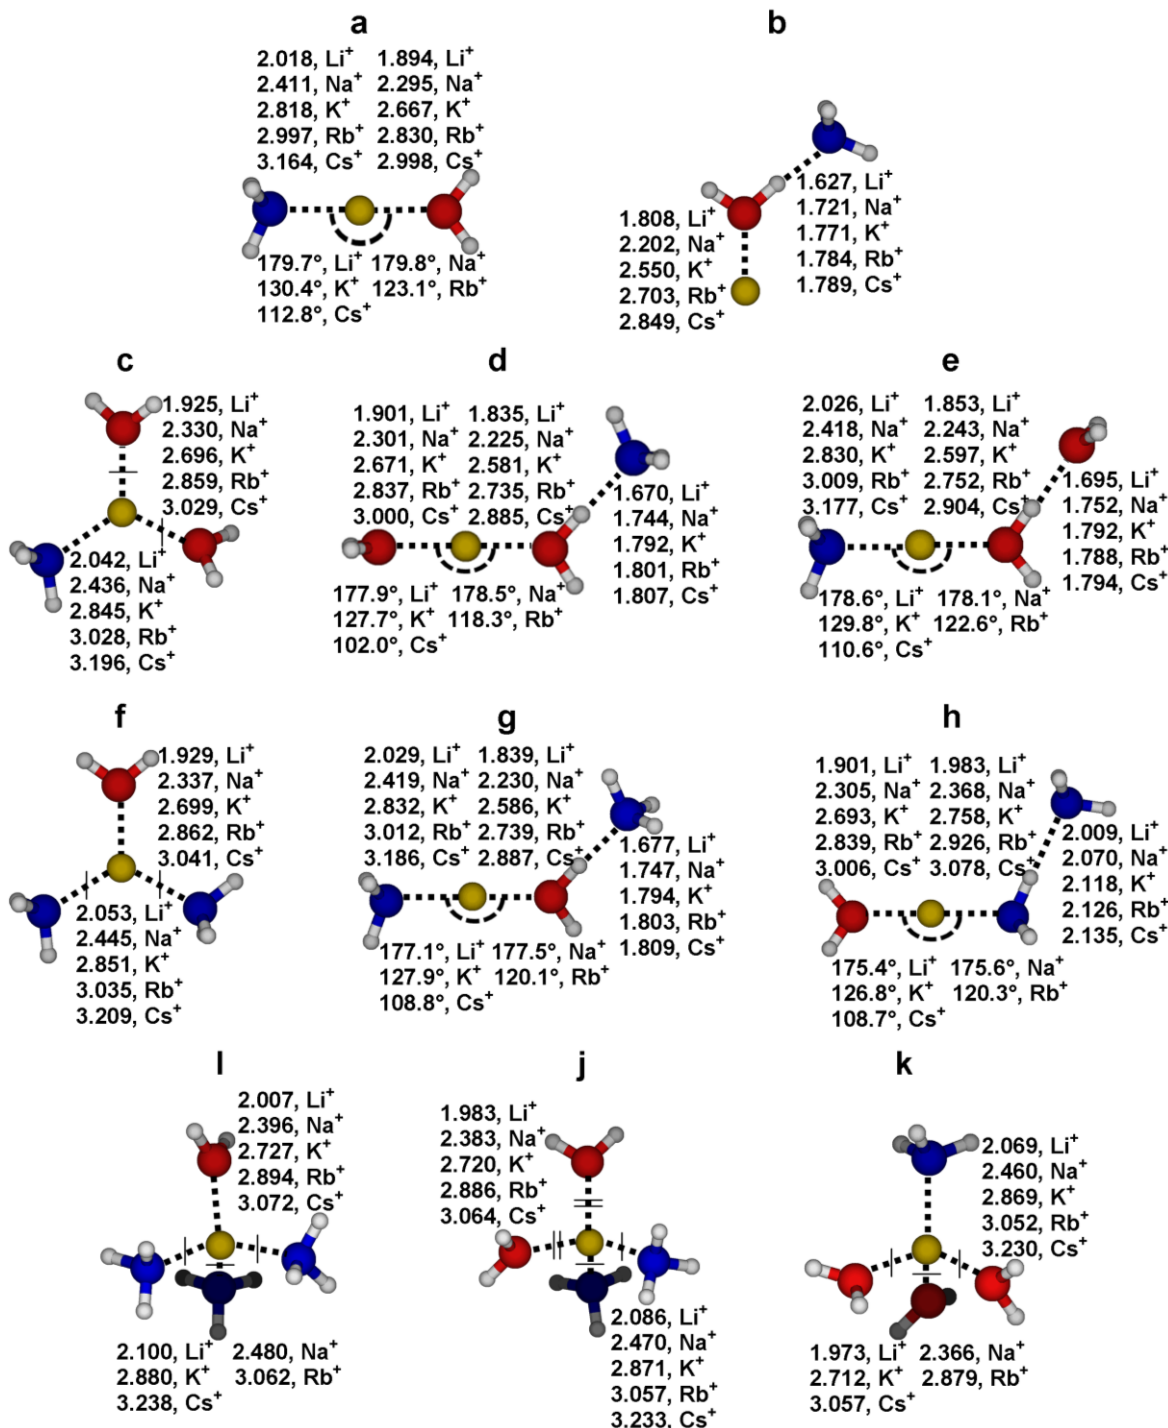 a
2.018, Li⁺ 1.894, Li⁺
2.411, Na⁺ 2.295, Na⁺
2.818, K⁺ 2.667, K⁺
2.997, Rb⁺ 2.830, Rb⁺
3.164, Cs⁺ 2.998, Cs⁺
179.7°, Li⁺ 179.8°, Na⁺
130.4°, K⁺ 123.1°, Rb⁺
112.8°, Cs⁺
b
1.627, Li⁺
1.721, Na⁺
1.771, K⁺
1.784, Rb⁺
1.789, Cs⁺
1.808, Li⁺
2.202, Na⁺
2.550, K⁺
2.703, Rb⁺
2.849, Cs⁺
c
1.925, Li⁺
2.330, Na⁺
2.696, K⁺
2.859, Rb⁺
3.029, Cs⁺
2.042, Li⁺
2.436, Na⁺
2.845, K⁺
3.028, Rb⁺
3.196, Cs⁺
d
1.901, Li⁺ 1.835, Li⁺
2.301, Na⁺ 2.225, Na⁺
2.671, K⁺ 2.581, K⁺
2.837, Rb⁺ 2.735, Rb⁺
3.000, Cs⁺ 2.885, Cs⁺
1.670, Li⁺
1.744, Na⁺
1.792, K⁺
1.801, Rb⁺
1.807, Cs⁺
177.9°, Li⁺ 178.5°, Na⁺
127.7°, K⁺ 118.3°, Rb⁺
102.0°, Cs⁺
e
2.026, Li⁺ 1.853, Li⁺
2.418, Na⁺ 2.243, Na⁺
2.830, K⁺ 2.597, K⁺
3.009, Rb⁺ 2.752, Rb⁺
3.177, Cs⁺ 2.904, Cs⁺
1.695, Li⁺
1.752, Na⁺
1.792, K⁺
1.788, Rb⁺
1.794, Cs⁺
178.6°, Li⁺ 178.1°, Na⁺
129.8°, K⁺ 122.6°, Rb⁺
110.6°, Cs⁺
f
1.929, Li⁺
2.337, Na⁺
2.699, K⁺
2.862, Rb⁺
3.041, Cs⁺
2.053, Li⁺
2.445, Na⁺
2.851, K⁺
3.035, Rb⁺
3.209, Cs⁺
g
2.029, Li⁺ 1.839, Li⁺
2.419, Na⁺ 2.230, Na⁺
2.832, K⁺ 2.586, K⁺
3.012, Rb⁺ 2.739, Rb⁺
3.186, Cs⁺ 2.887, Cs⁺
1.677, Li⁺
1.747, Na⁺
1.794, K⁺
1.803, Rb⁺
1.809, Cs⁺
177.1°, Li⁺ 177.5°, Na⁺
127.9°, K⁺ 120.1°, Rb⁺
108.8°, Cs⁺
h
1.901, Li⁺ 1.983, Li⁺
2.305, Na⁺ 2.368, Na⁺
2.693, K⁺ 2.758, K⁺
2.839, Rb⁺ 2.926, Rb⁺
3.006, Cs⁺ 3.078, Cs⁺
2.009, Li⁺
2.070, Na⁺
2.118, K⁺
2.126, Rb⁺
2.135, Cs⁺
175.4°, Li⁺ 175.6°, Na⁺
126.8°, K⁺ 120.3°, Rb⁺
108.7°, Cs⁺
I
2.007, Li⁺
2.396, Na⁺
2.727, K⁺
2.894, Rb⁺
3.072, Cs⁺
2.100, Li⁺ 2.480, Na⁺
2.880, K⁺ 3.062, Rb⁺
3.238, Cs⁺
j
1.983, Li⁺
2.383, Na⁺
2.720, K⁺
2.886, Rb⁺
3.064, Cs⁺
2.086, Li⁺
2.470, Na⁺
2.871, K⁺
3.057, Rb⁺
3.233, Cs⁺
k
2.069, Li⁺
2.460, Na⁺
2.869, K⁺
3.052, Rb⁺
3.230, Cs⁺
1.973, Li⁺ 2.366, Na⁺
2.712, K⁺ 2.879, Rb⁺
3.057, Cs⁺